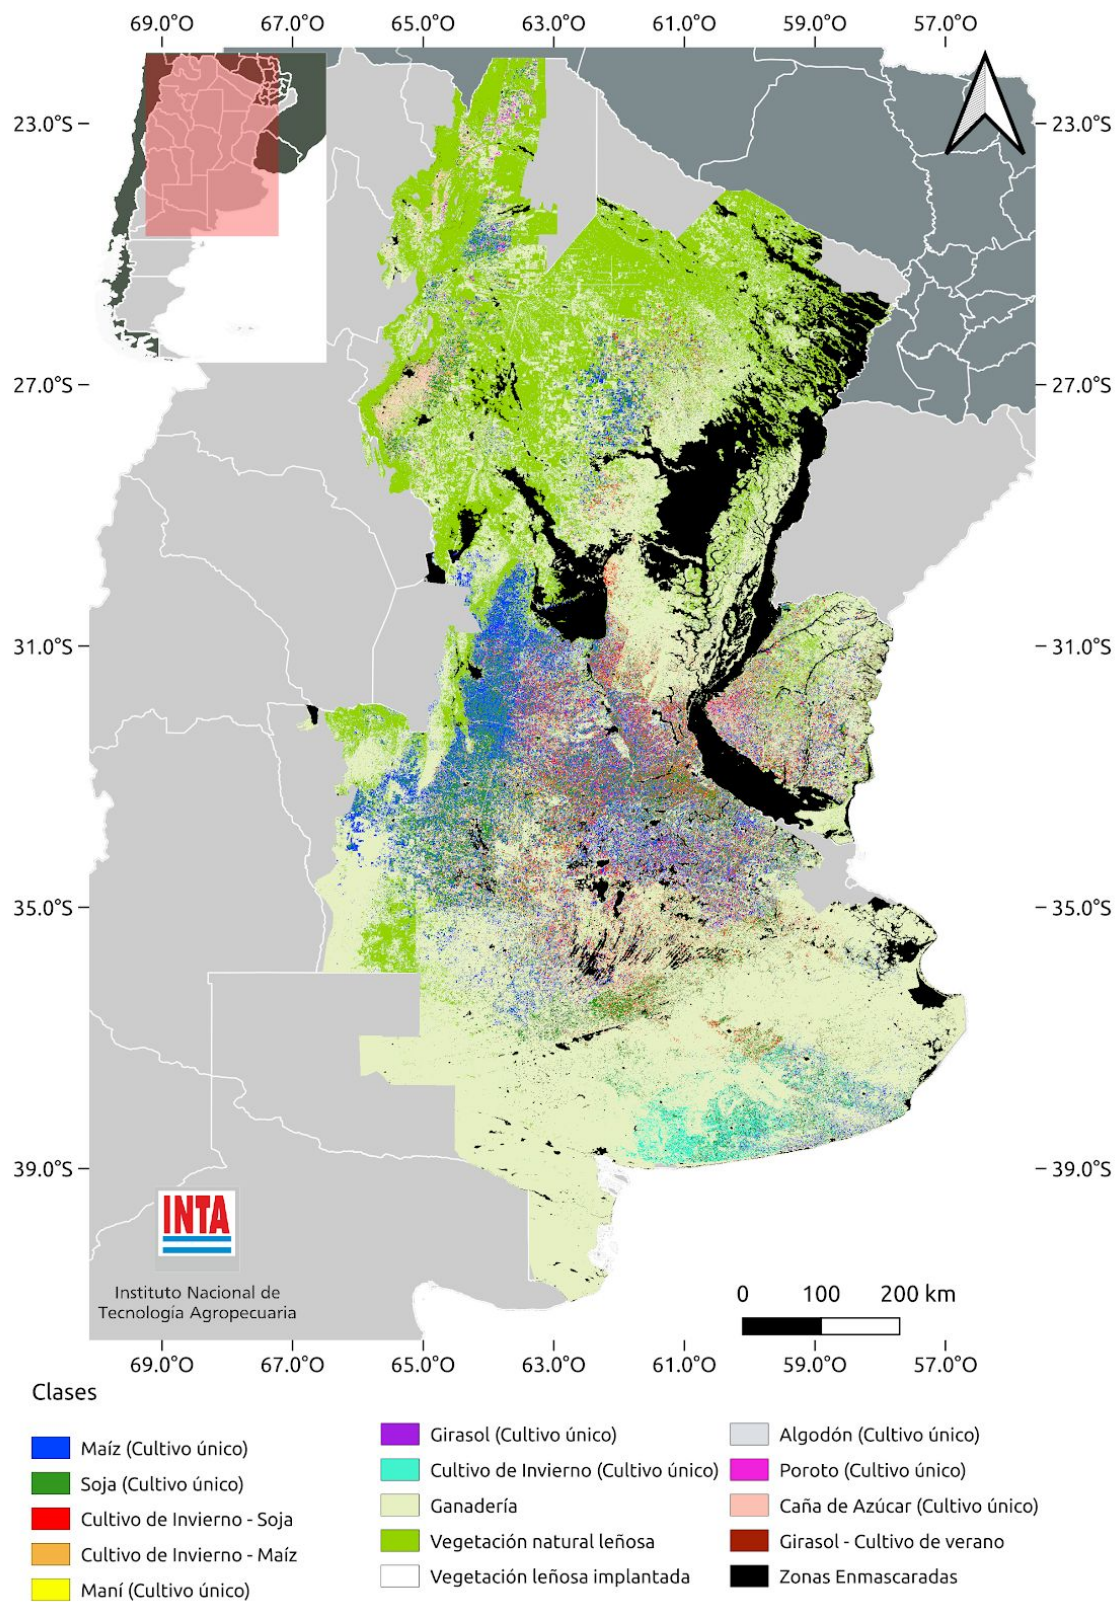 69.0°O 67.0°O 65.0°O 63.0°O 61.0°O 59.0°O 57.0°O
23.0°S 23.0°S
27.0°S 27.0°S
31.0°S 31.0°S
35.0°S 35.0°S
39.0°S 39.0°S
INTA
Instituto Nacional de
Tecnología Agropecuaria
0 100 200 km
69.0°O 67.0°O 65.0°O 63.0°O 61.0°O 59.0°O 57.0°O
Clases
Maíz (Cultivo único)
Soja (Cultivo único)
Cultivo de Invierno - Soja
Cultivo de Invierno - Maíz
Maní (Cultivo único)
Girasol (Cultivo único)
Cultivo de Invierno (Cultivo único)
Ganadería
Vegetación natural leñosa
Vegetación leñosa implantada
Algodón (Cultivo único)
Poroto (Cultivo único)
Caña de Azúcar (Cultivo único)
Girasol - Cultivo de verano
Zonas Enmascaradas